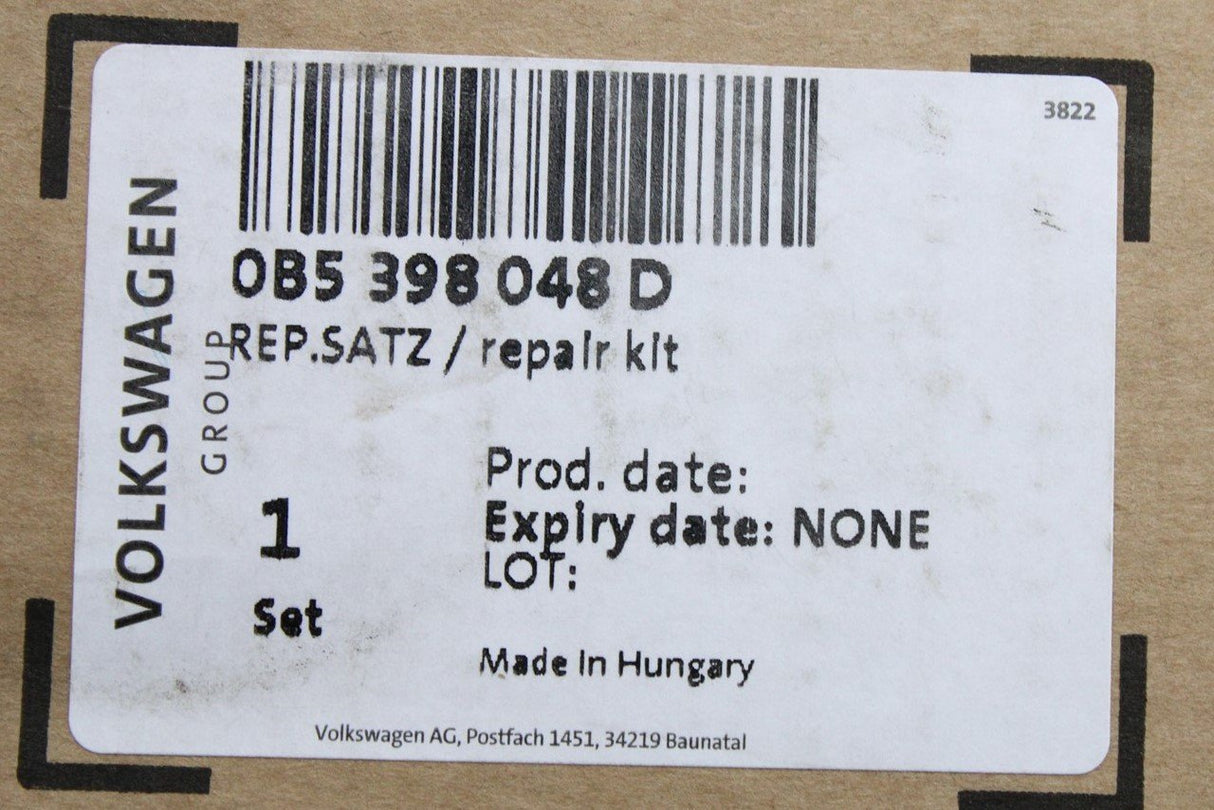 3822
VOLKSWAGEN
GROUP
0B5 398 048 D
REP.SATZ / repair kit
Prod. date:
1
Expiry date: NONE
LOT:
Set
Made in Hungary
Volkswagen AG, Postfach 1451, 34219 Baunatal